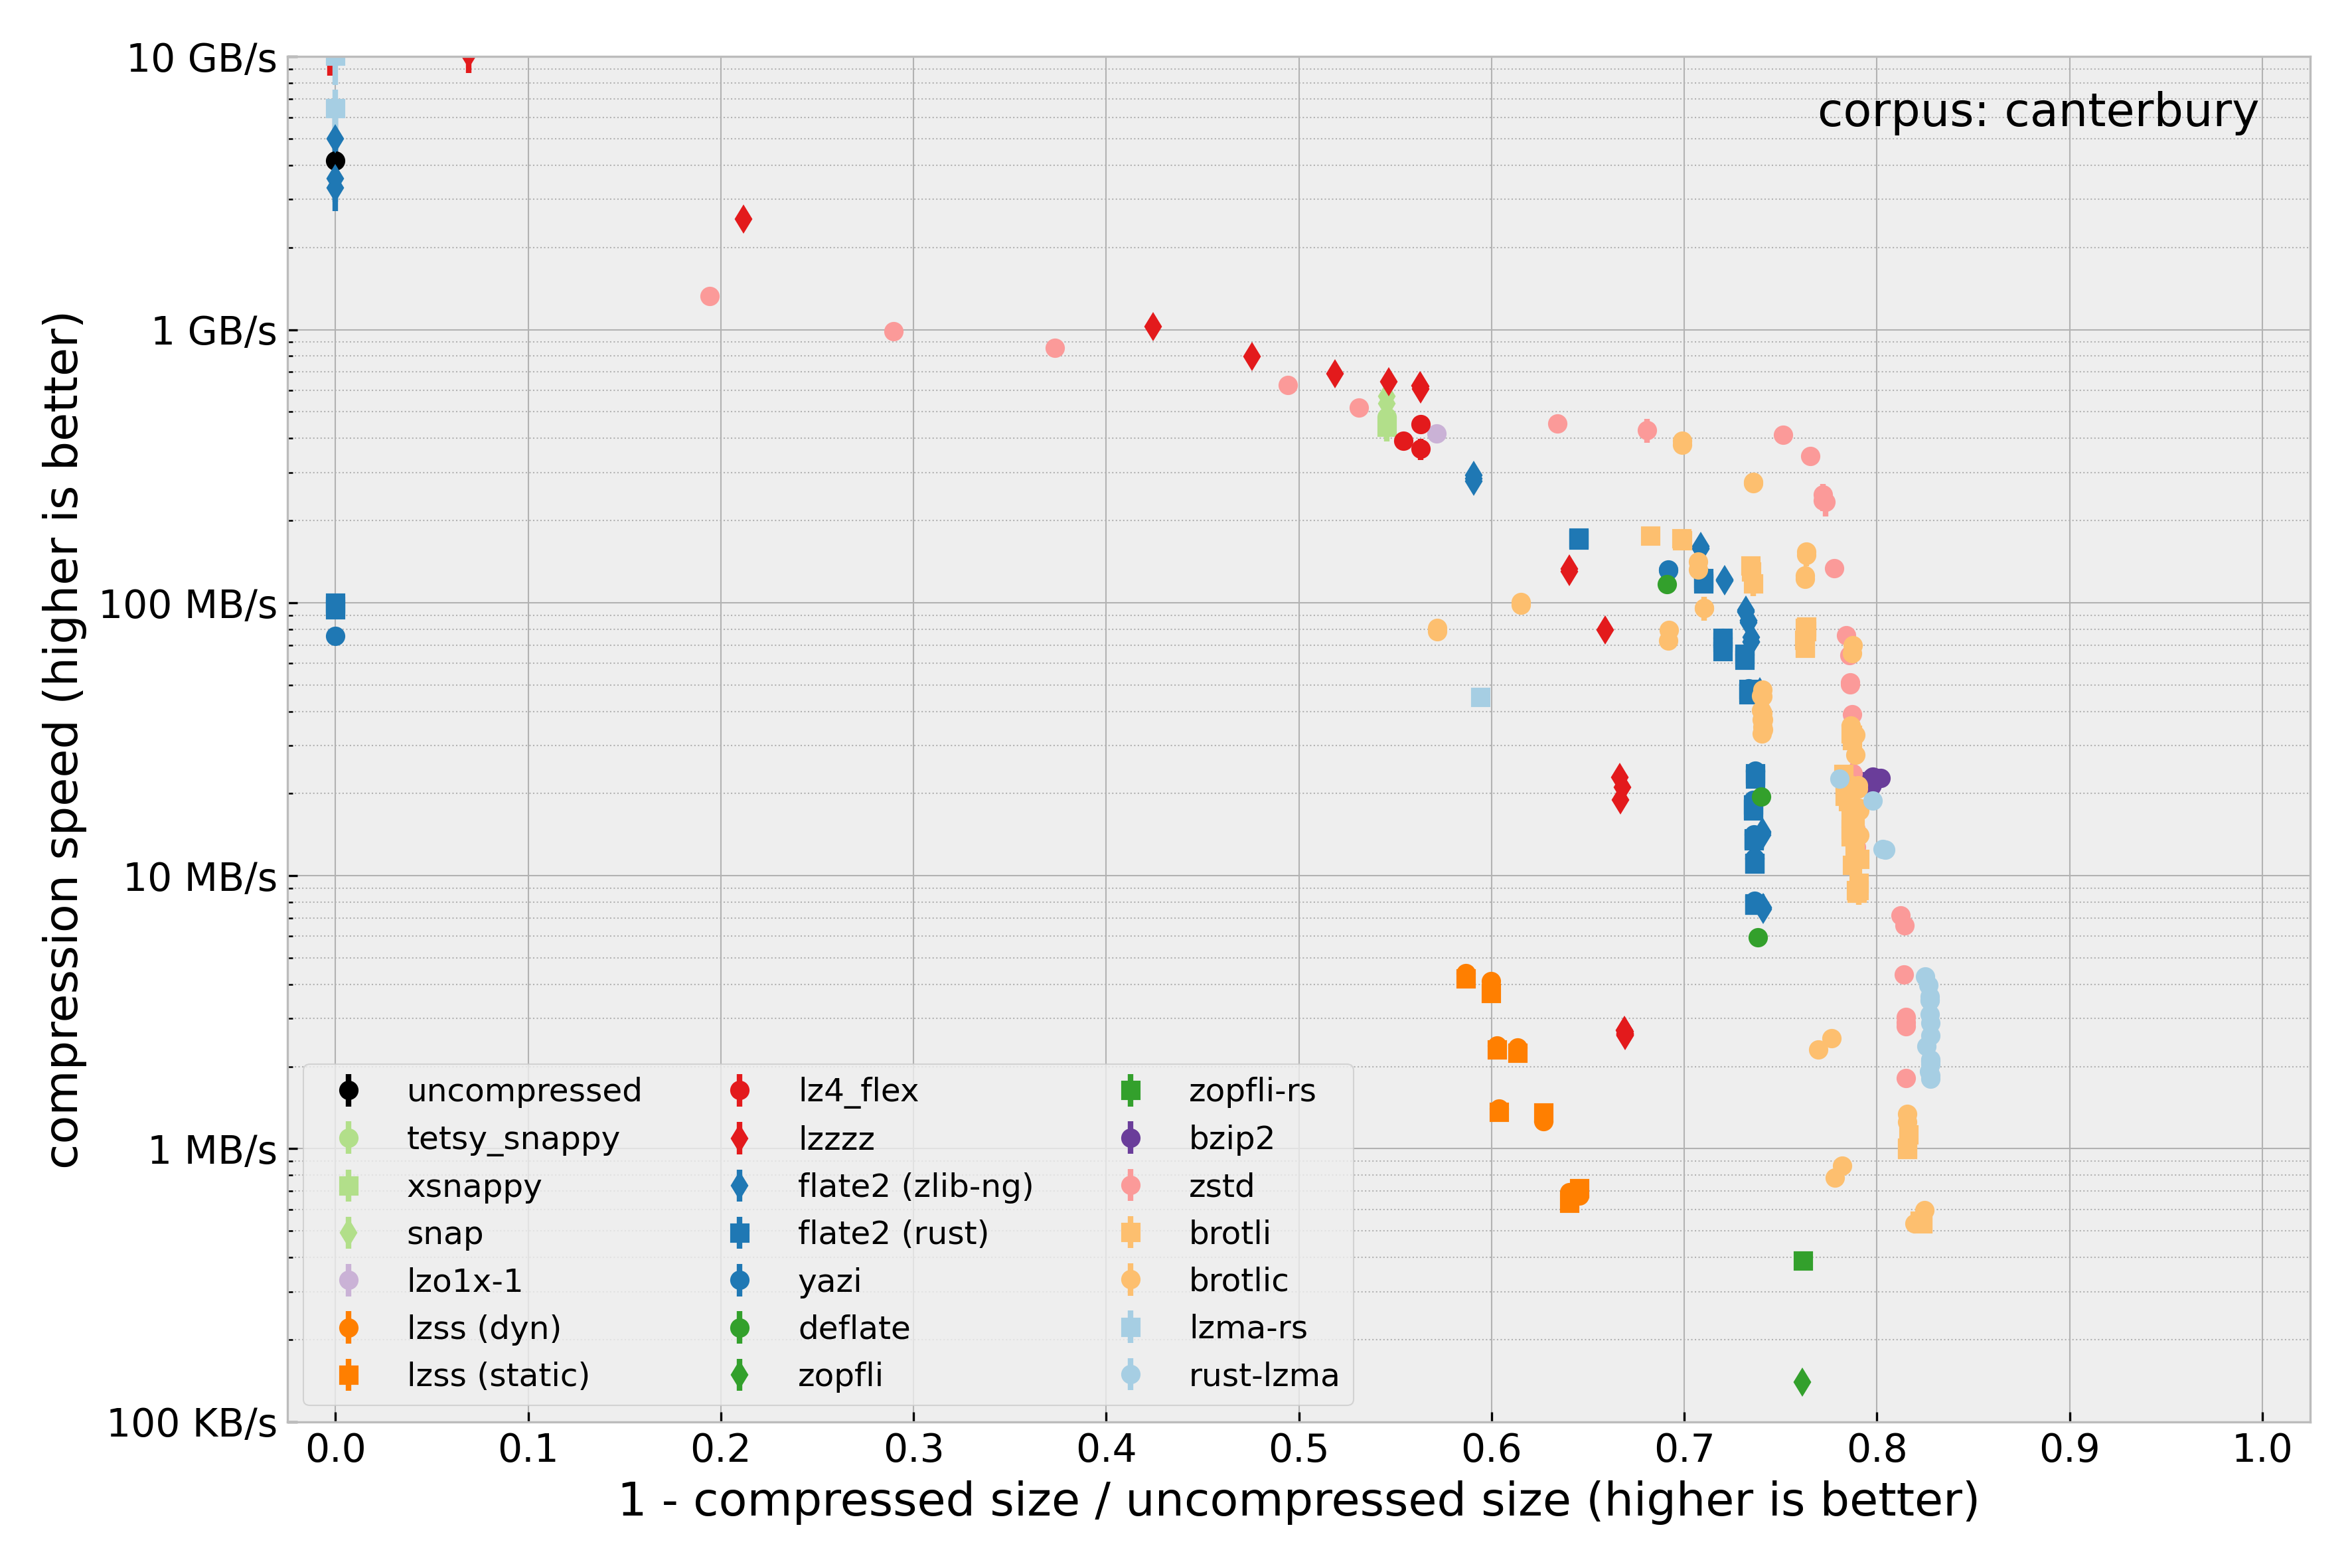 corpus: canterbury
compression speed (higher is better)
10 GB/s
1 GB/s
100 MB/s
10 MB/s
1 MB/s
100 KB/s
uncompressed
tetsy_snappy
xsnappy
snap
lzo1x-1
lzss (dyn)
lzss (static)
lz4_flex
lzzzz
flate2 (zlib-ng)
flate2 (rust)
yazi
deflate
zopfli
zopfli-rs
bzip2
zstd
brotli
brotlic
lzma-rs
rust-lzma
0.0 0.1 0.2 0.3 0.4 0.5 0.6 0.7 0.8 0.9 1.0
1 - compressed size / uncompressed size (higher is better)